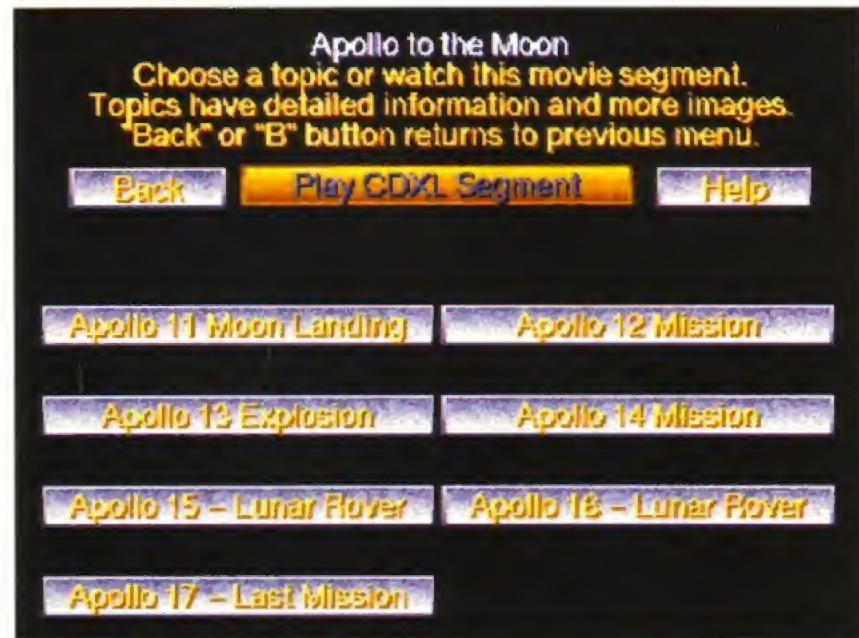 Apollo to the Moon
Choose a topic or watch this movie segment.
Topics have detailed information and more images.
"Back" or "B" button returns to previous menu.
Back Play CDXL Segment Help
Apollo 11 Moon Landing Apollo 12 Mission
Apollo 13 Explosion Apollo 14 Mission
Apollo 15 – Lunar Rover Apollo 16 – Lunar Rover
Apollo 17 – Last Mission